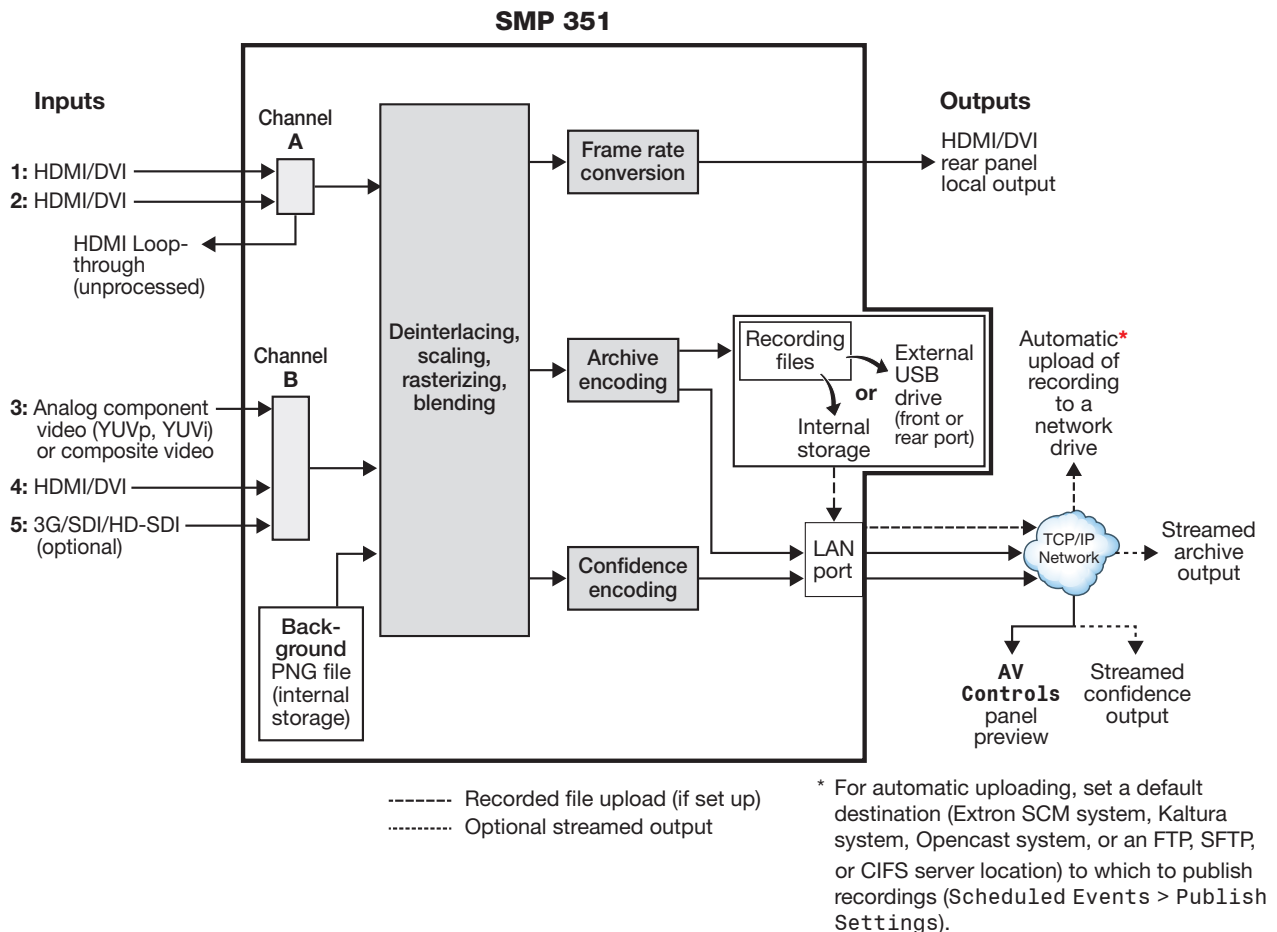 SMP 351
Inputs
Outputs
Channel
A
1: HDMI/DVI
2: HDMI/DVI
HDMI Loop-
through
(unprocessed)
Channel
B
3: Analog component
video (YUVp, YUVi)
or composite video
4: HDMI/DVI
5: 3G/SDI/HD-SDI
(optional)
Back-
ground
PNG file
(internal
storage)
Deinterlacing,
scaling,
rasterizing,
blending
Frame rate
conversion
HDMI/DVI
rear panel
local output
Archive
encoding
Recording
files
or
Internal
storage
External
USB
drive
(front or
rear port)
Confidence
encoding
LAN
port
Automatic*
upload of
recording
to a
network
drive
TCP/IP
Network
Streamed
archive
output
AV
Controls
panel
preview
Streamed
confidence
output
Recorded file upload (if set up)
Optional streamed output
* For automatic uploading, set a default
destination (Extron SCM system, Kaltura
system, Opencast system, or an FTP, SFTP,
or CIFS server location) to which to publish
recordings (Scheduled Events > Publish
Settings).